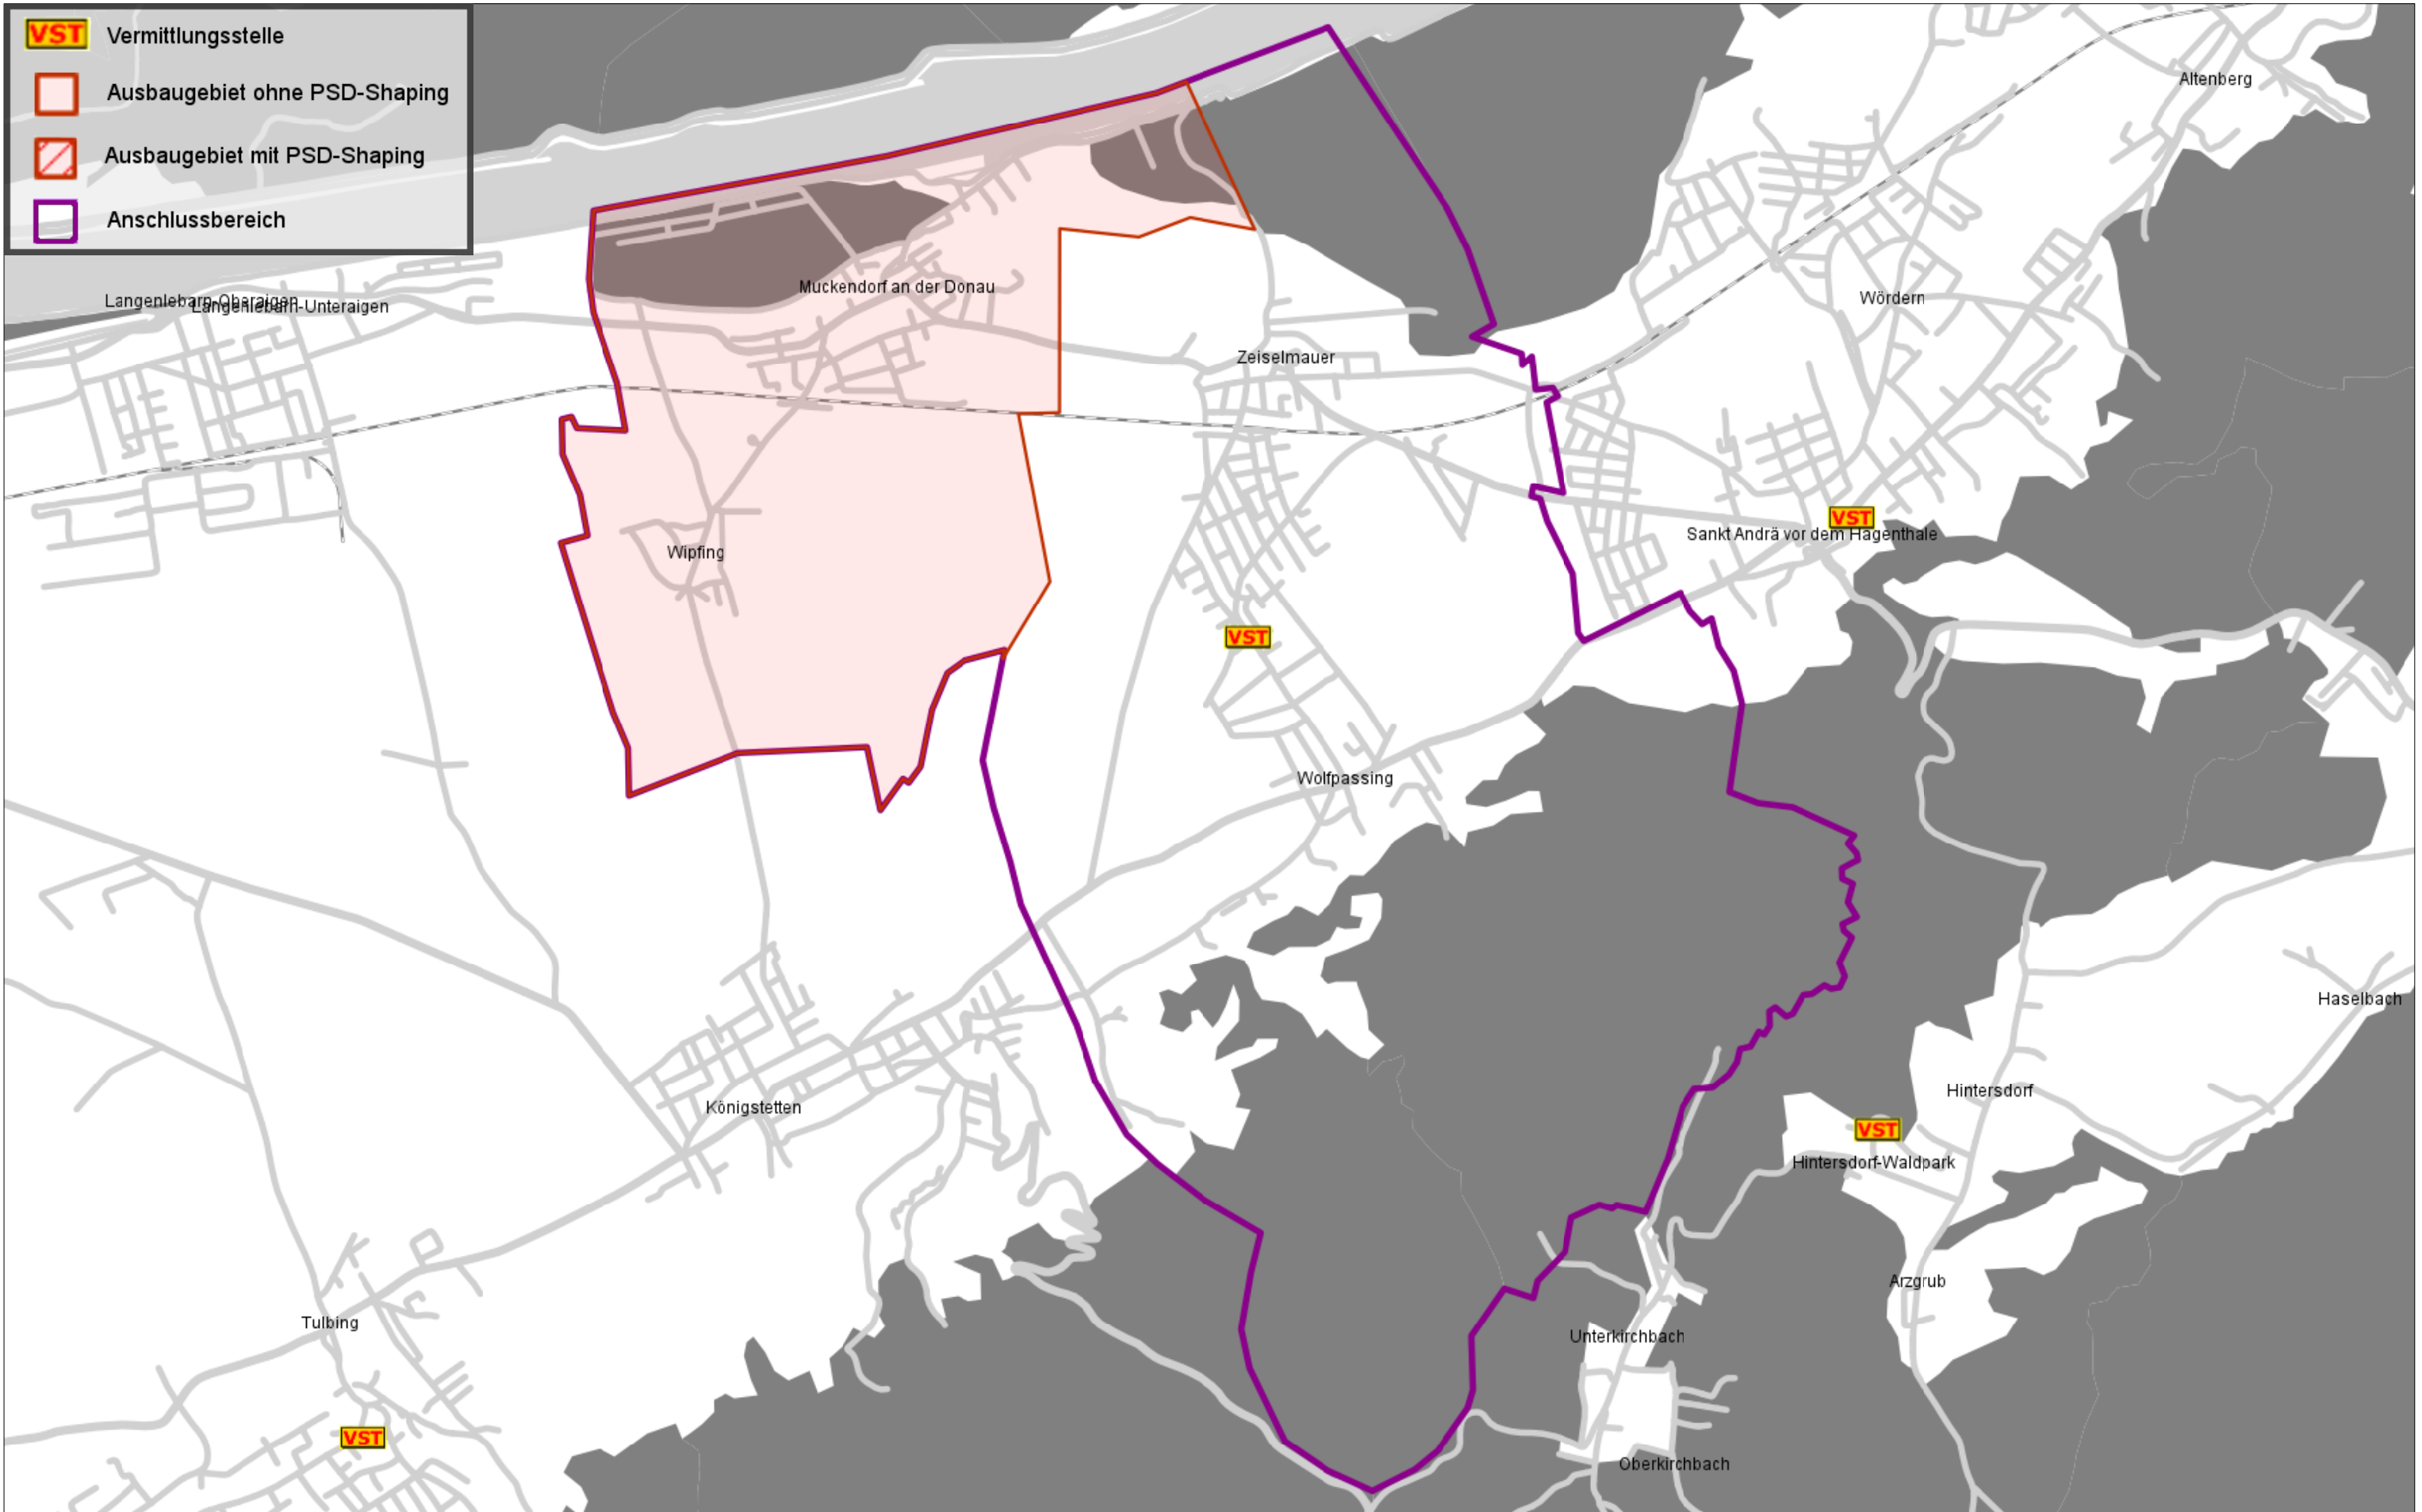 VST Vermittlungsstelle
Ausbaugebiet ohne PSD-Shaping
Ausbaugebiet mit PSD-Shaping
Anschlussbereich
Altenberg
Langenlebarn-Oberaigen
Langenlebarn-Unteraigen
Muckendorf an der Donau
Wördern
Zeiselmauer
VST
Sankt Andrä vor dem Hagenthale
Wipfing
VST
Wolfpassing
Haselbach
Hintersdorf
Königstetten
VST
Hintersdorf-Waldpark
Arzgrub
Tulbing
Unterkirchbach
VST
Oberkirchbach